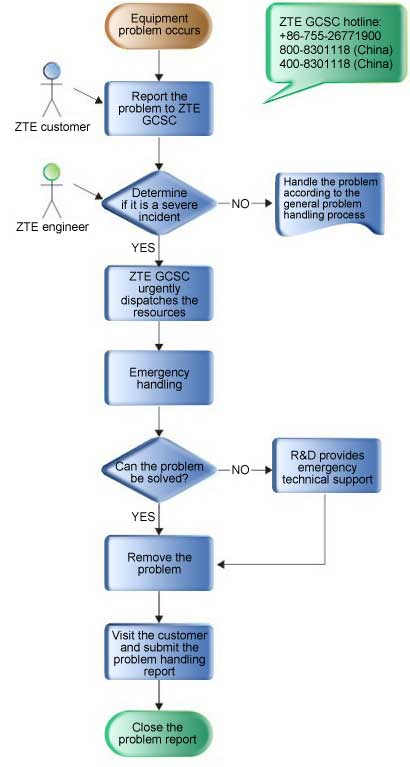 Equipment
problem occurs
ZTE GCSC hotline:
+86-755-26771900
800-8301118 (China)
400-8301118 (China)
ZTE customer
Report the
problem to ZTE
GCSC
ZTE engineer
Determine
if it is a severe
incident
NO
Handle the problem
according to the
general problem
handling process
YES
ZTE GCSC
urgently
dispatches the
resources
Emergency
handling
Can the problem
be solved?
NO
R&D provides
emergency
technical support
YES
Remove the
problem
Visit the customer
and submit the
problem handling
report
Close the
problem report